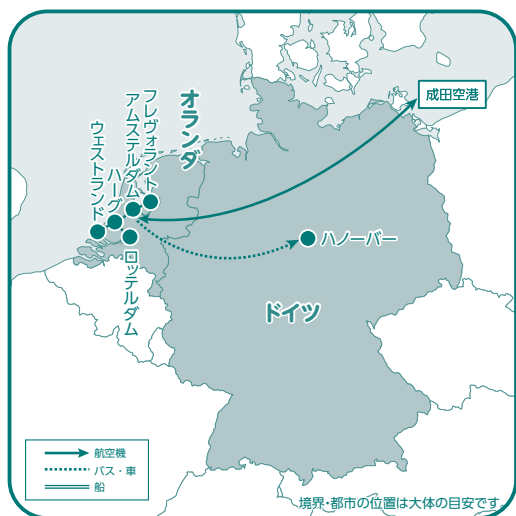 成田空港
オランダ
フレヴォラント
アムステルダム
ハーグ
ウェストランド
ロッテルダム
ハノーバー
ドイツ
航空機
バス・車
船
境界・都市の位置は大体の目安です。